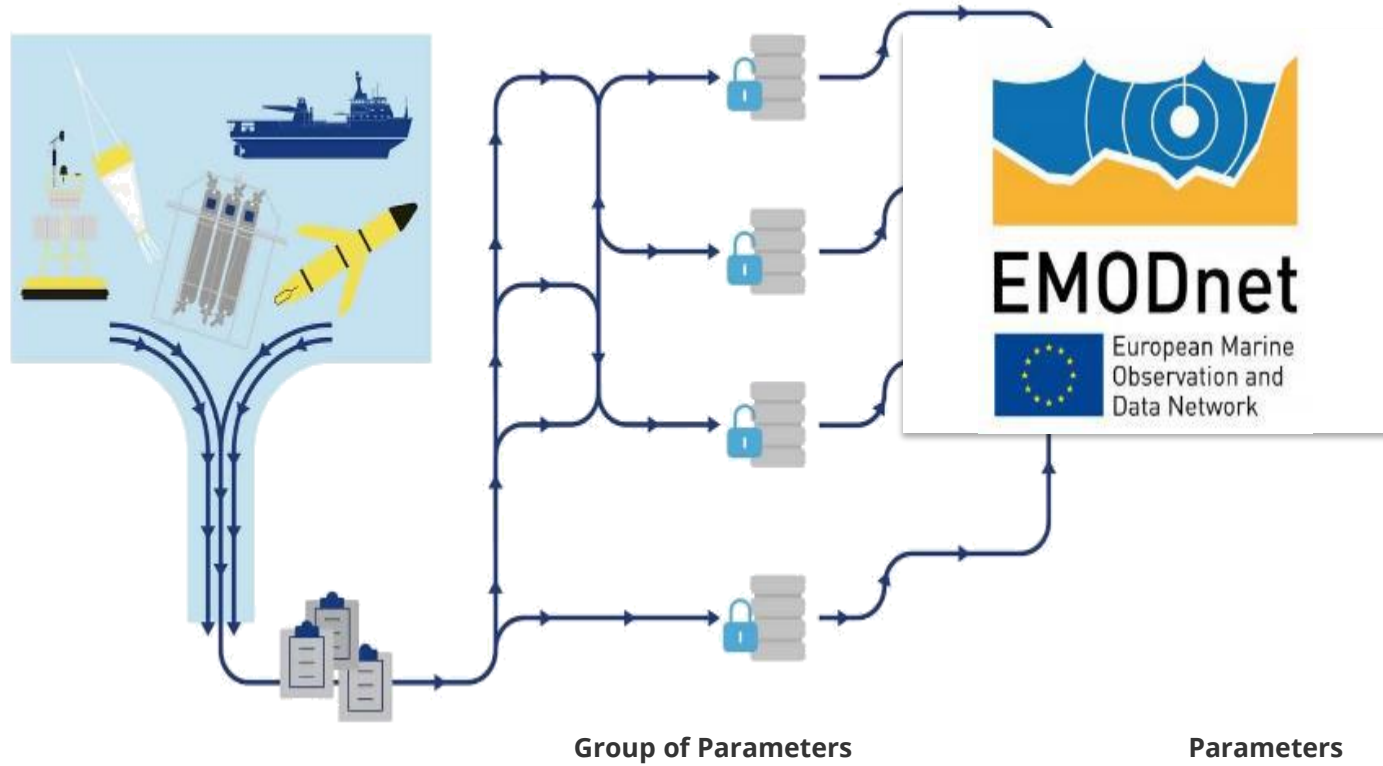 EMODnet
European Marine
Observation and
Data Network
Group of Parameters
Parameters